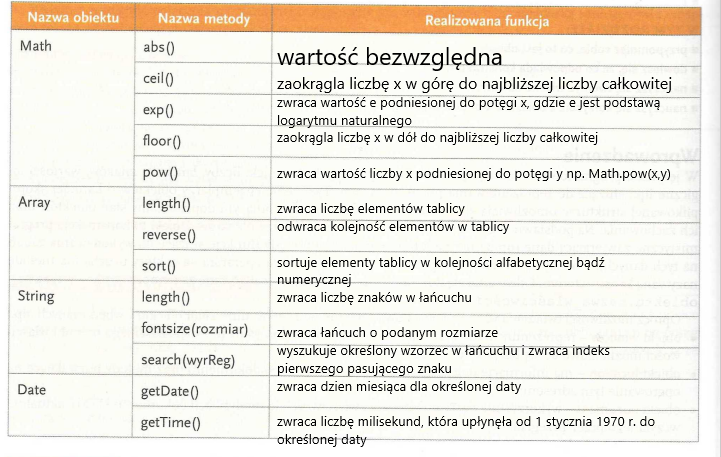 Nazwa obiektu Nazwa metody Realizowana funkcja
Math abs() wartość bezwzględna
ceil() zaokrągla liczbę x w górę do najbliższej liczby całkowitej
exp() zwraca wartość e podniesionej do potęgi x, gdzie e jest podstawą
logarytmu naturalnego
floor() zaokrągla liczbę x w dół do najbliższej liczby całkowitej
pow() zwraca wartość liczby x podniesionej do potęgi y np. Math.pow(x,y)
Array length() zwraca liczbę elementów tablicy
reverse() odwraca kolejność elementów w tablicy
sort() sortuje elementy tablicy w kolejności alfabetycznej bądź
numerycznej
String length() zwraca liczbę znaków w łańcuchu
fontsize(rozmiar) zwraca łańcuch o podanym rozmiarze
search(wyrReg) wyszukuje określony wzorzec w łańcuchu i zwraca indeks
pierwszego pasującego znaku
Date getDate() zwraca dzien miesiąca dla określonej daty
getTime() zwraca liczbę milisekund, która upłynęła od 1 stycznia 1970 r. do
określonej daty